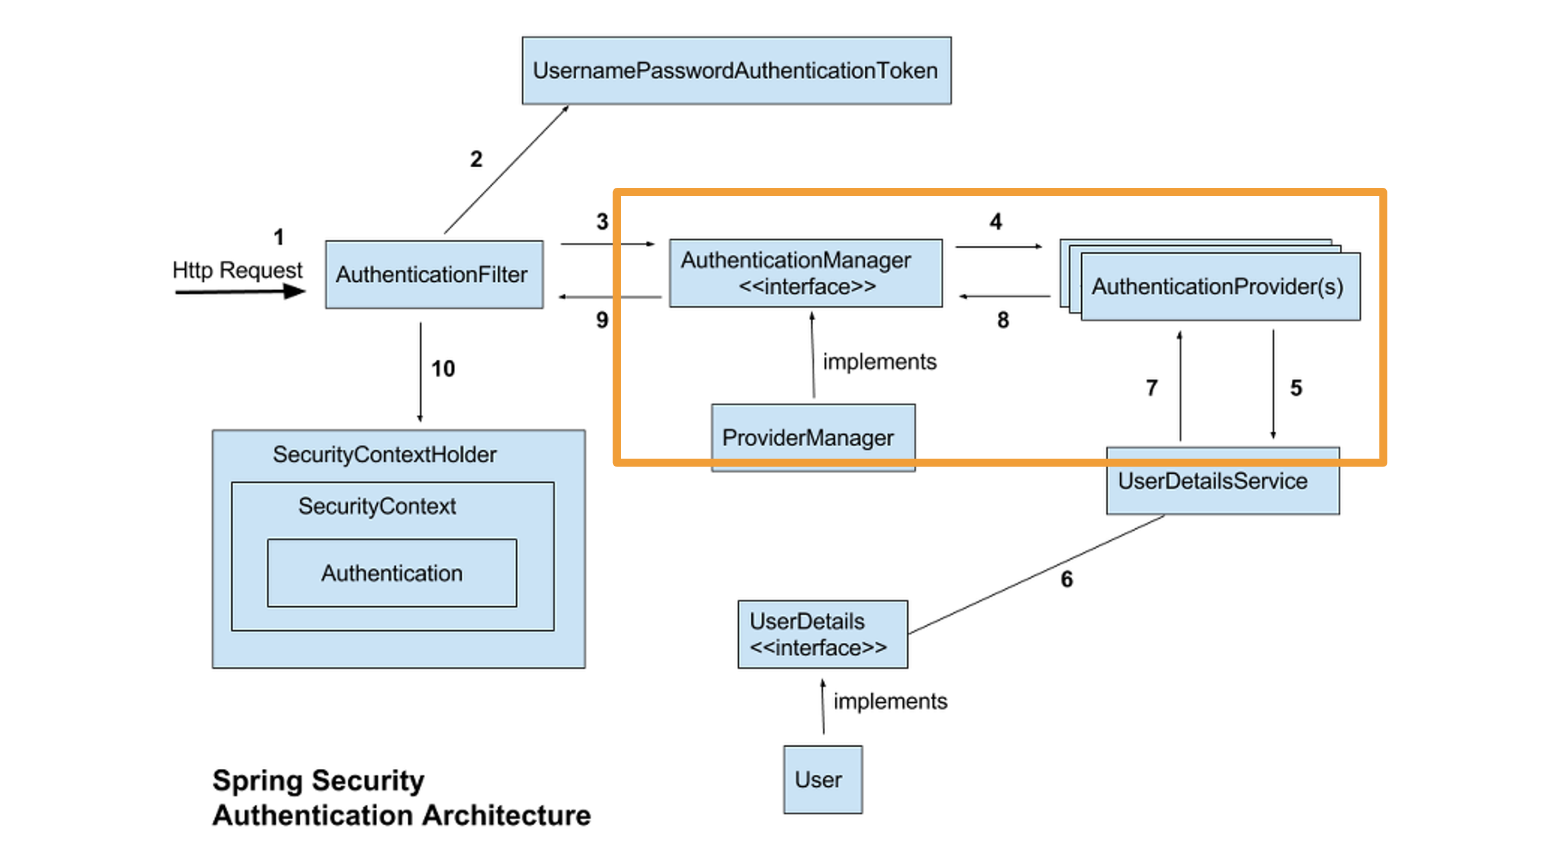 UsernamePasswordAuthenticationToken
2
1
3
4
Http Request
AuthenticationFilter
AuthenticationManager
<<interface>>
AuthenticationProvider(s)
9
8
10
implements
7
5
ProviderManager
SecurityContextHolder
SecurityContext
Authentication
UserDetailsService
6
UserDetails
<<interface>>
implements
User
Spring Security
Authentication Architecture